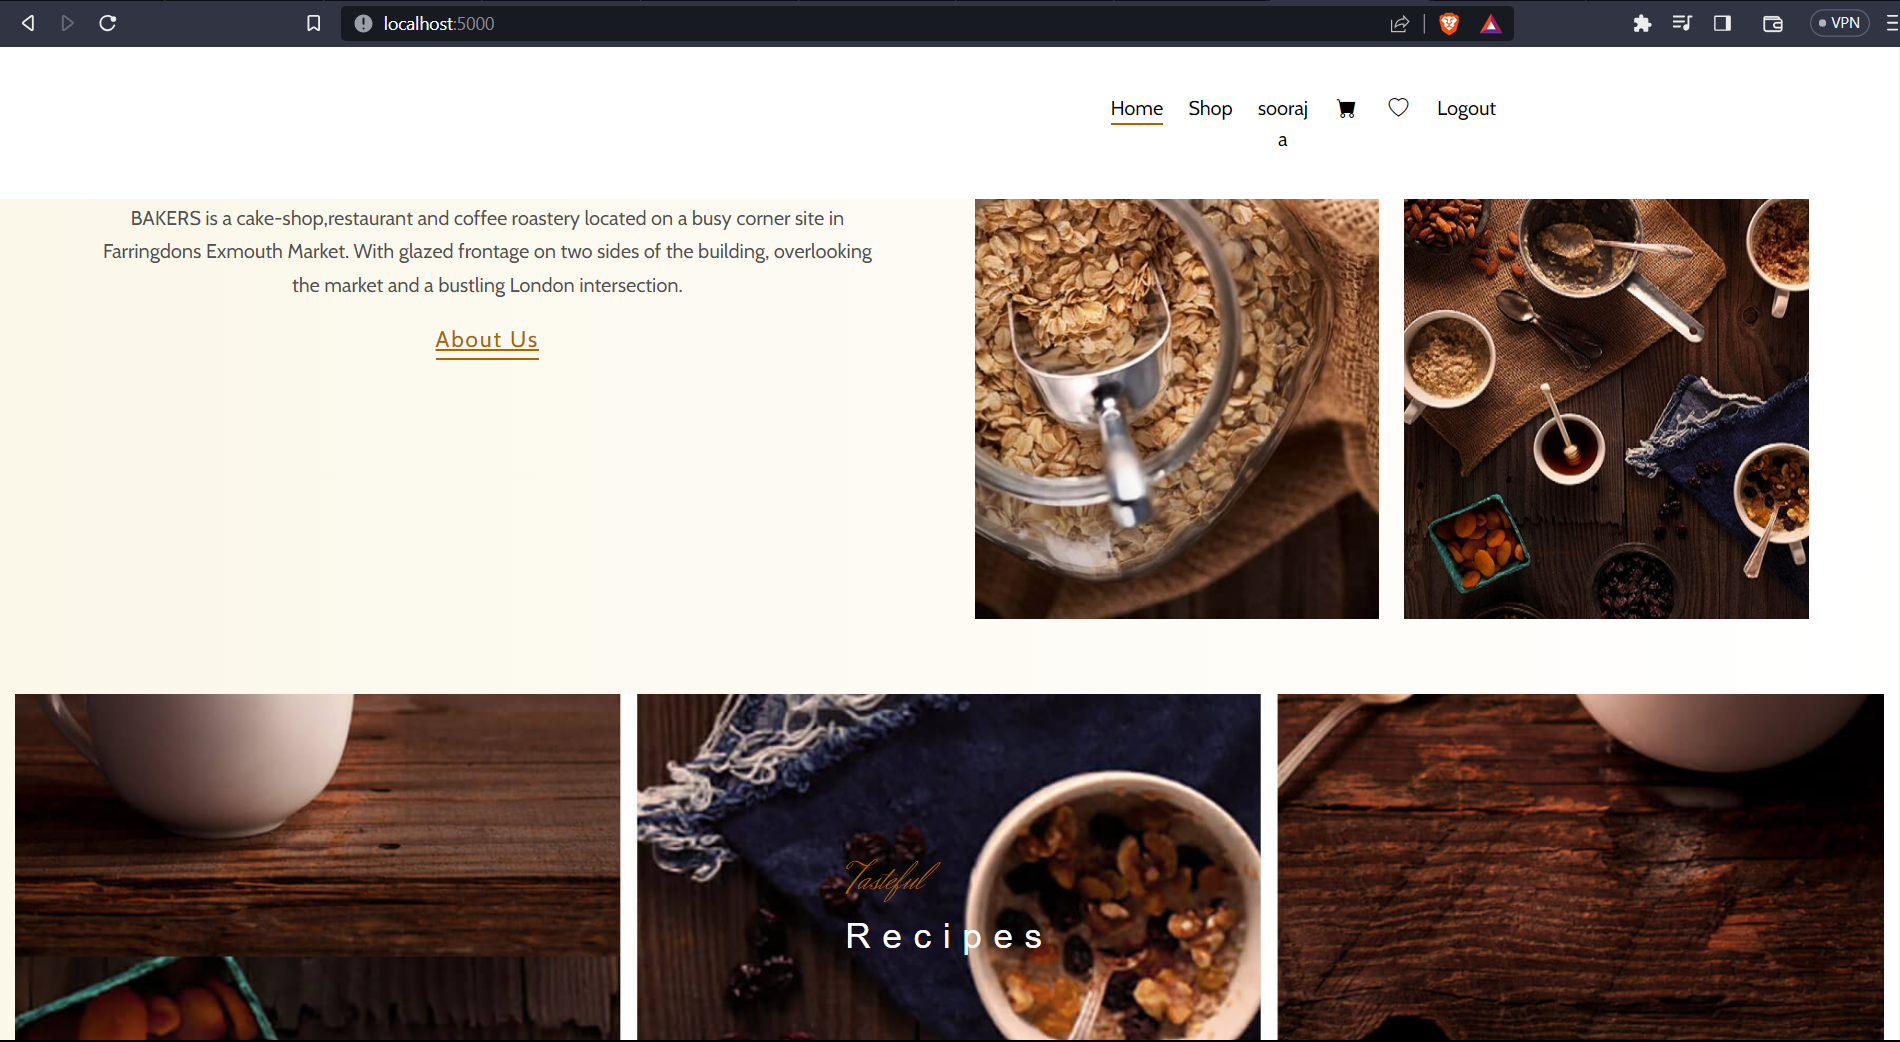 localhost:5000
VPN
Home Shop sooraj Logout
a
BAKERS is a cake-shop,restaurant and coffee roastery located on a busy corner site in
Farringdons Exmouth Market. With glazed frontage on two sides of the building, overlooking
the market and a bustling London intersection.
About Us
Tasteful
Recipes